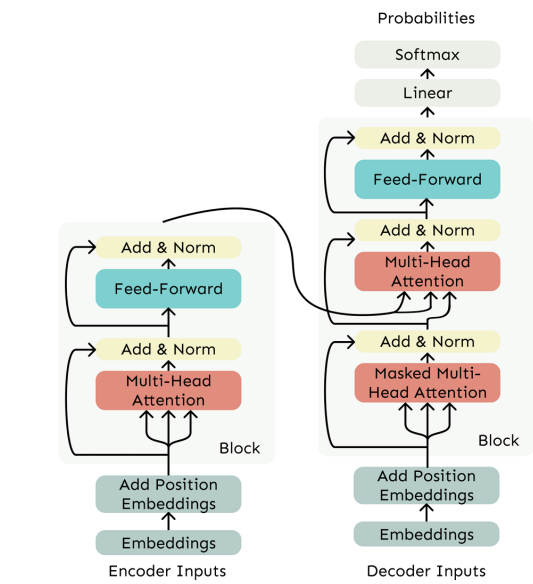 Probabilities
Softmax
Linear
Add & Norm
Feed-Forward
Add & Norm
Multi-Head
Attention
Add & Norm
Masked Multi-
Head Attention
Block
Add Position
Embeddings
Embeddings
Decoder Inputs
Add & Norm
Feed-Forward
Add & Norm
Multi-Head
Attention
Block
Add Position
Embeddings
Embeddings
Encoder Inputs